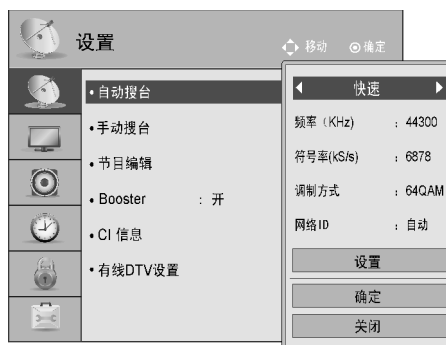 设置
移动 ◎确定
• 自动搜台
• 手动搜台
• 节目编辑
• Booster : 开
• CI 信息
• 有线DTV设置
快速
频率（KHz） : 44300
符号率(kS/s) : 6878
调制方式 : 64QAM
网络ID : 自动
设置
确定
关闭